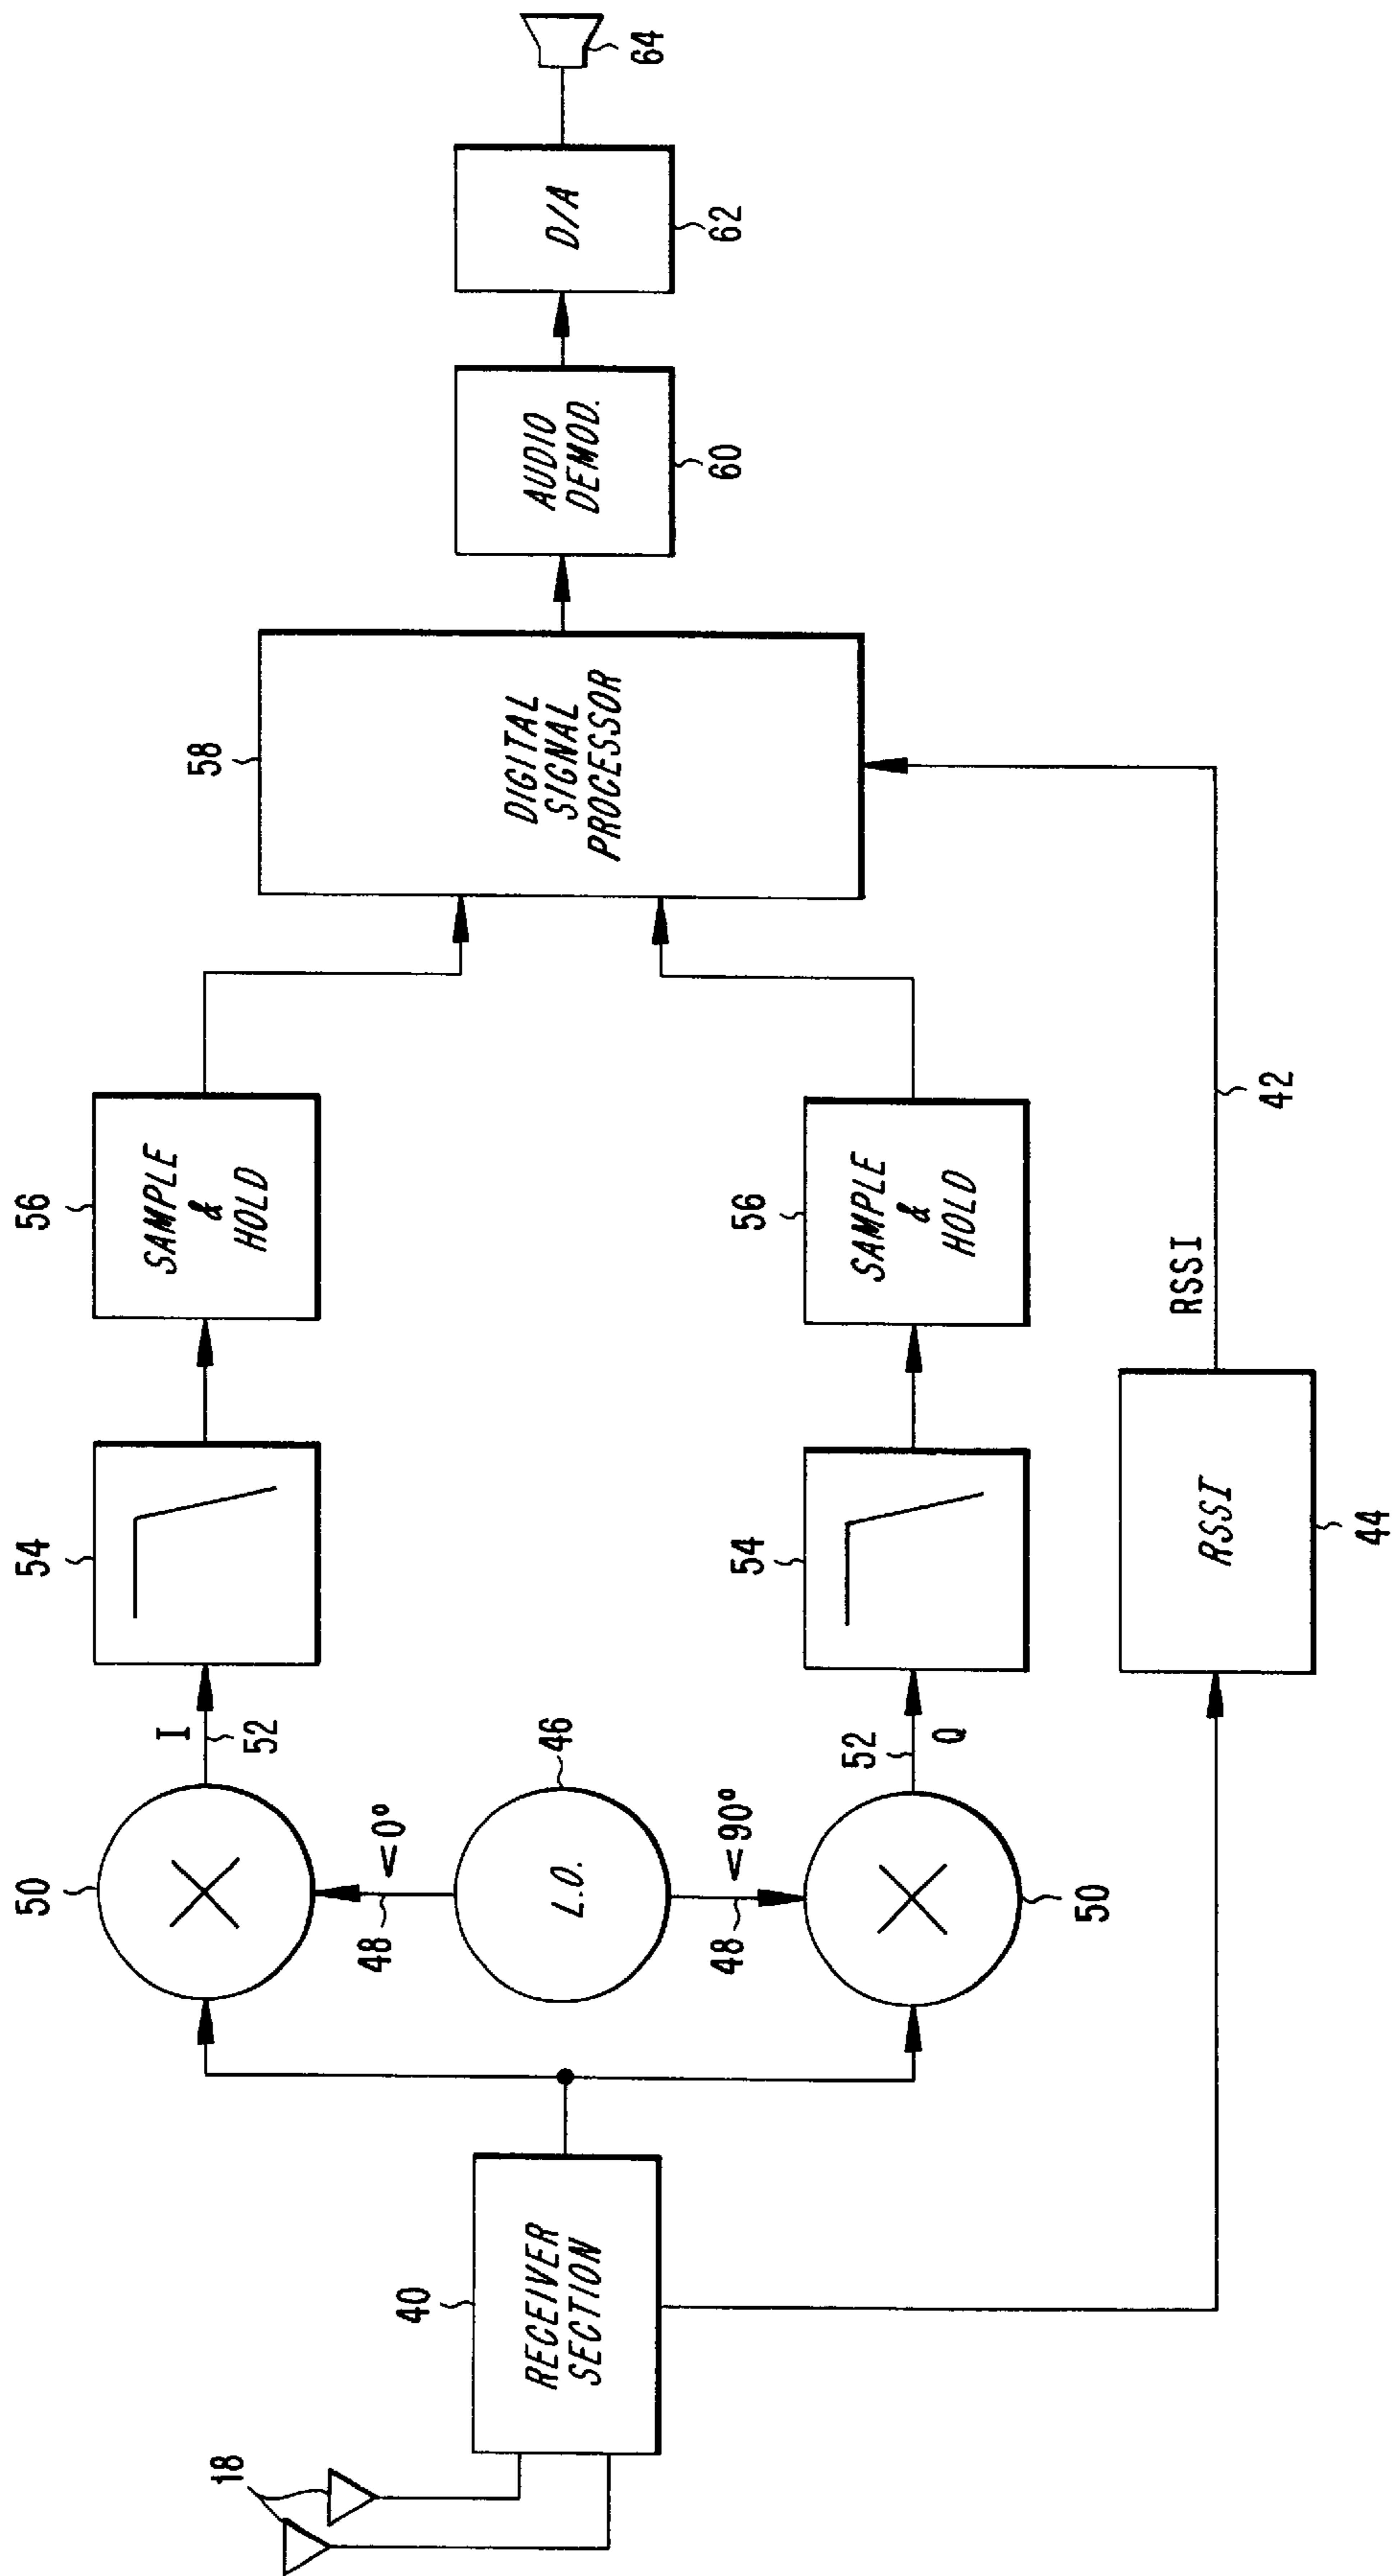 18
40
RECEIVER
SECTION
50
48
<0°
46
L.O.
48
<90°
50
I
52
52
Q
54
54
56
SAMPLE
&
HOLD
56
SAMPLE
&
HOLD
RSSI
44
RSSI
42
58
DIGITAL
SIGNAL
PROCESSOR
AUDIO
DEMOD.
60
D/A
62
64